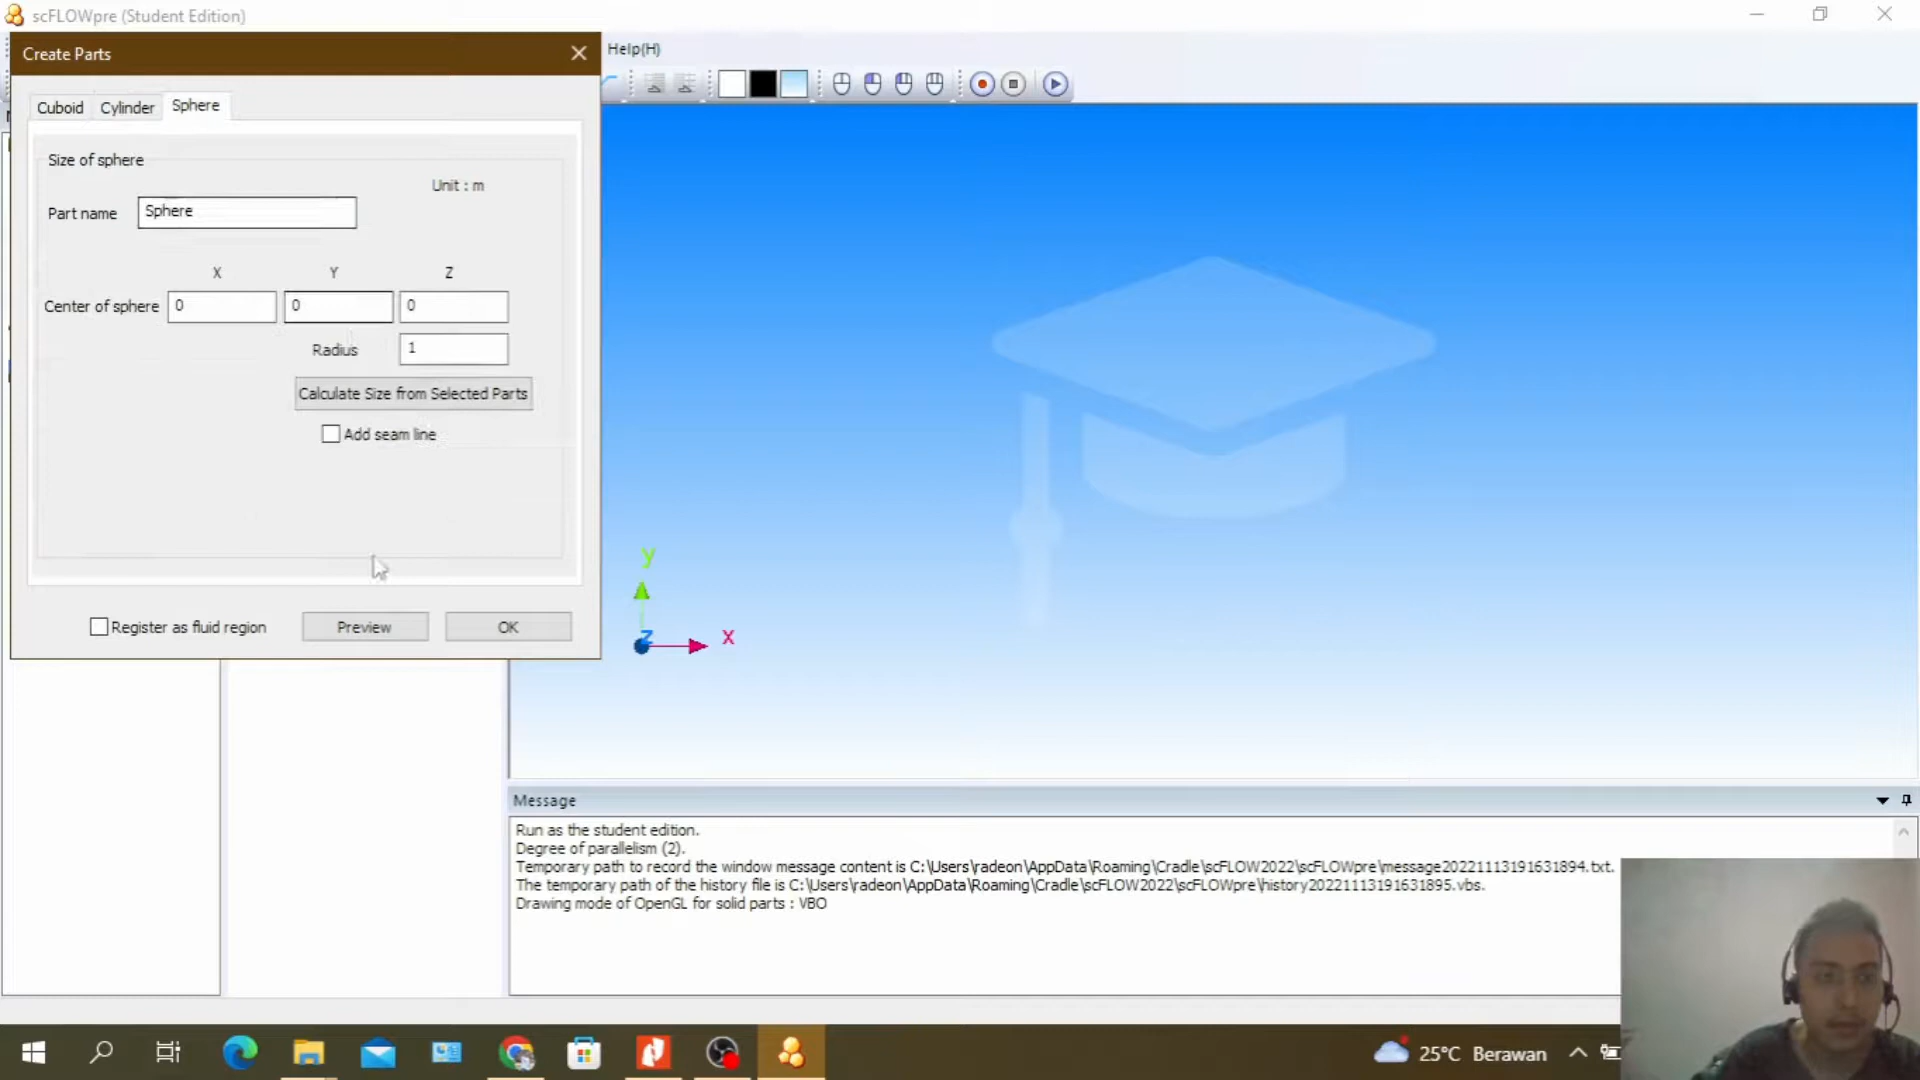 scFLOWpre (Student Edition)
Create Parts
Help(H)
Cuboid
Cylinder
Sphere
Size of sphere
Unit : m
Part name
Sphere
X
Y
Z
Center of sphere
0
0
0
Radius
1
Calculate Size from Selected Parts
Add seam line
Register as fluid region
Preview
OK
y
z
x
Message
Run as the student edition.
Degree of parallelism (2).
Temporary path to record the window message content is C:\Users\radeon\AppData\Roaming\Cradle\scFLOW2022\scFLOWpre\message20221113191631894.txt.
The temporary path of the history file is C:\Users\radeon\AppData\Roaming\Cradle\scFLOW2022\scFLOWpre\history20221113191631895.vbs.
Drawing mode of OpenGL for solid parts : VBO
25°C Berawan